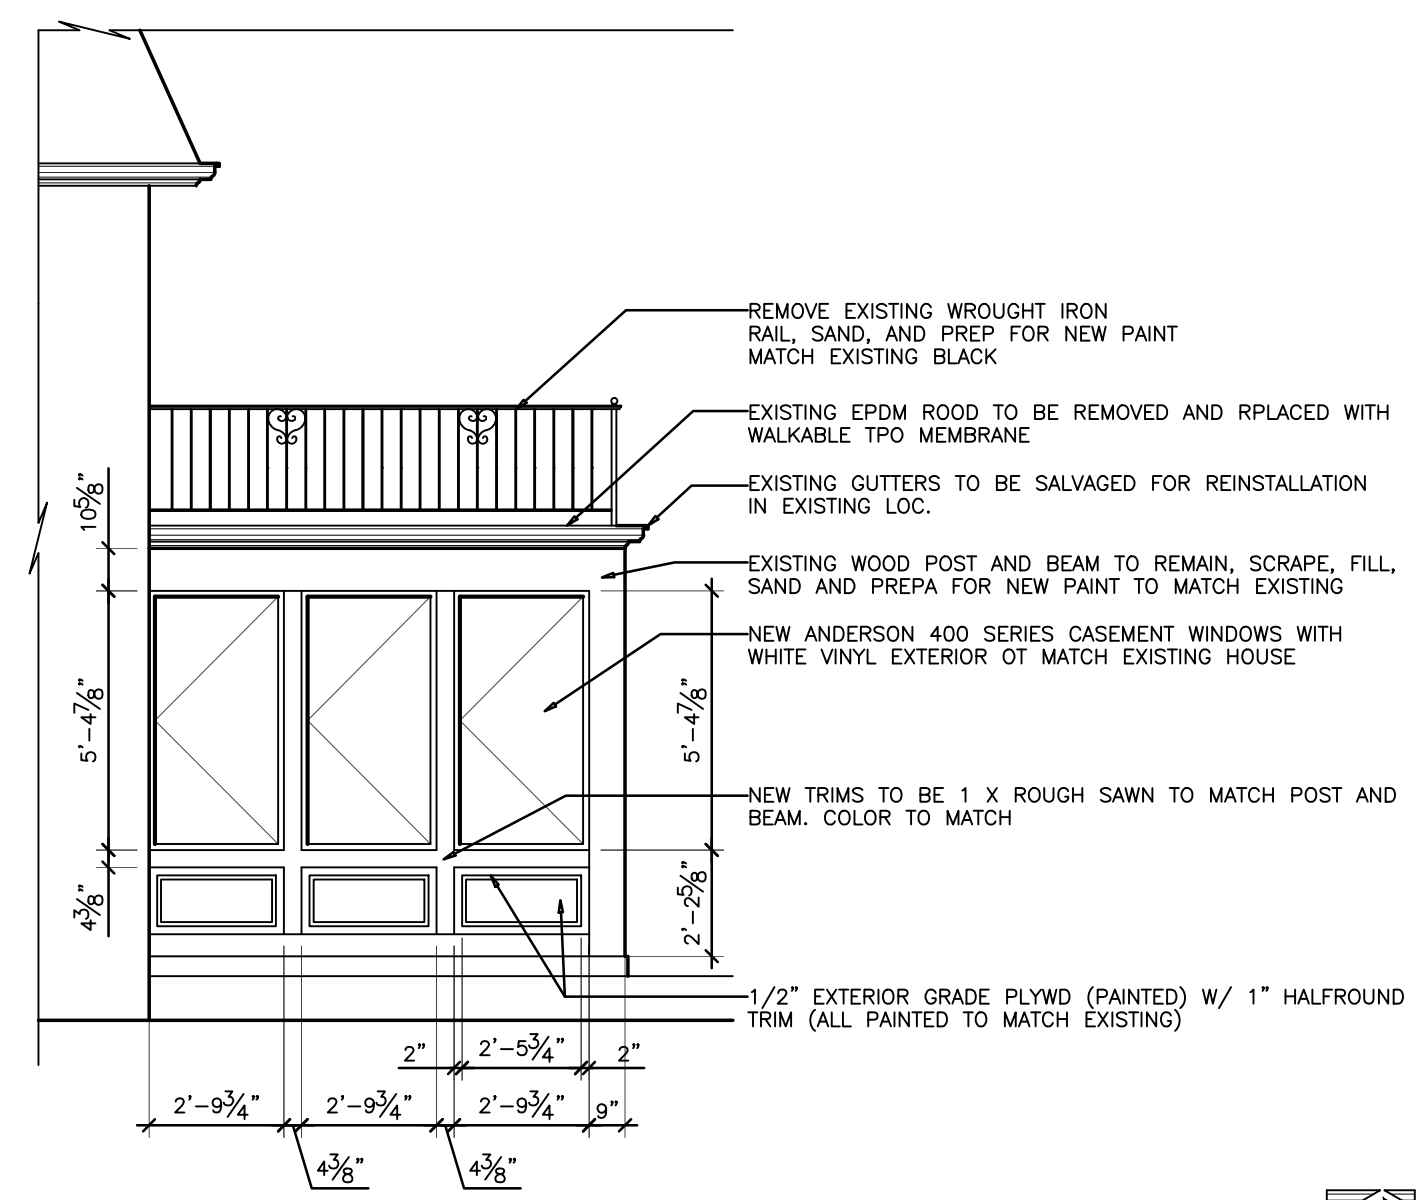 REMOVE EXISTING WROUGHT IRON
RAIL, SAND, AND PREP FOR NEW PAINT
MATCH EXISTING BLACK
EXISTING EPDM ROOD TO BE REMOVED AND RPLACED WITH
WALKABLE TPO MEMBRANE
EXISTING GUTTERS TO BE SALVAGED FOR REINSTALLATION
IN EXISTING LOC.
10⅝"
EXISTING WOOD POST AND BEAM TO REMAIN, SCRAPE, FILL,
SAND AND PREPA FOR NEW PAINT TO MATCH EXISTING
NEW ANDERSON 400 SERIES CASEMENT WINDOWS WITH
WHITE VINYL EXTERIOR OT MATCH EXISTING HOUSE
5'-4⅞"
5'-4⅞"
NEW TRIMS TO BE 1 X ROUGH SAWN TO MATCH POST AND
BEAM. COLOR TO MATCH
4⅜"
2'-2⅝"
1/2" EXTERIOR GRADE PLYWD (PAINTED) W/ 1" HALFROUND
TRIM (ALL PAINTED TO MATCH EXISTING)
2" 2'-5¾" 2"
2'-9¾" 2'-9¾" 2'-9¾" 9"
4⅜" 4⅜"